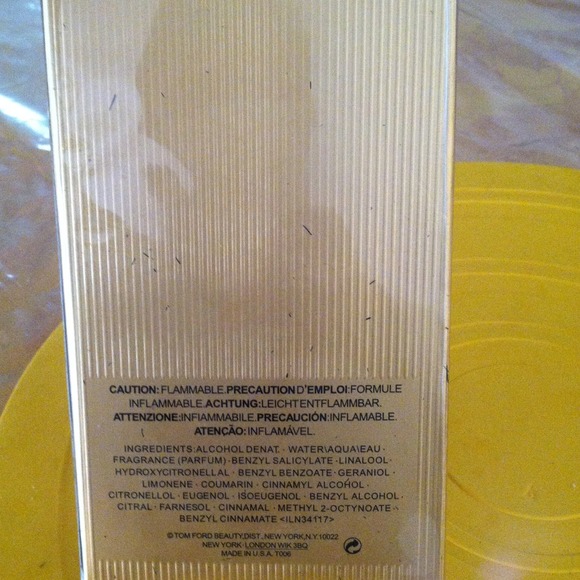 CAUTION: FLAMMABLE.PRECAUTION D'EMPLOI:FORMULE
INFLAMMABLE.ACHTUNG:LEICHTENTFLAMMBAR.
ATTENZIONE:INFIAMMABILE.PRECAUCIÓN:INFLAMABLE.
ATENÇÃO:INFLAMÁVEL.
INGREDIENTS:ALCOHOL DENAT. · WATER\AQUA\EAU ·
FRAGRANCE (PARFUM) · BENZYL SALICYLATE · LINALOOL ·
HYDROXYCITRONELLAL · BENZYL BENZOATE · GERANIOL ·
LIMONENE · COUMARIN · CINNAMYL ALCOHOL ·
CITRONELLOL · EUGENOL · ISOEUGENOL · BENZYL ALCOHOL ·
CITRAL · FARNESOL · CINNAMAL · METHYL 2-OCTYNOATE ·
BENZYL CINNAMATE <ILN34117>
© TOM FORD BEAUTY,DIST., NEW YORK,N.Y.10022
NEW YORK· LONDON WIK 3BQ
MADE IN U.S.A. T006